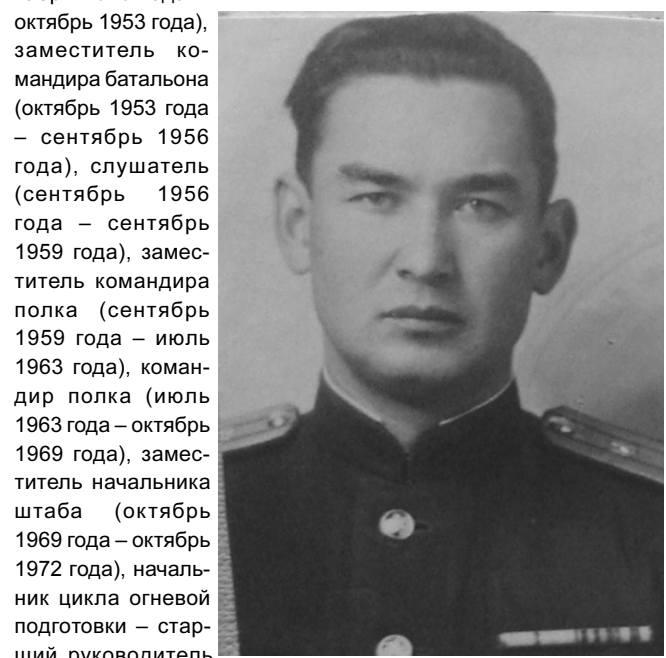 октябрь 1953 года),
заместитель ко-
мандира батальона
(октябрь 1953 года
– сентябрь 1956
года), слушатель
(сентябрь 1956
года – сентябрь
1959 года), замес-
титель командира
полка (сентябрь
1959 года – июль
1963 года), коман-
дир полка (июль
1963 года – октябрь
1969 года), замес-
титель начальника
штаба (октябрь
1969 года – октябрь
1972 года), началь-
ник цикла огневой
подготовки – стар-
ший руководитель